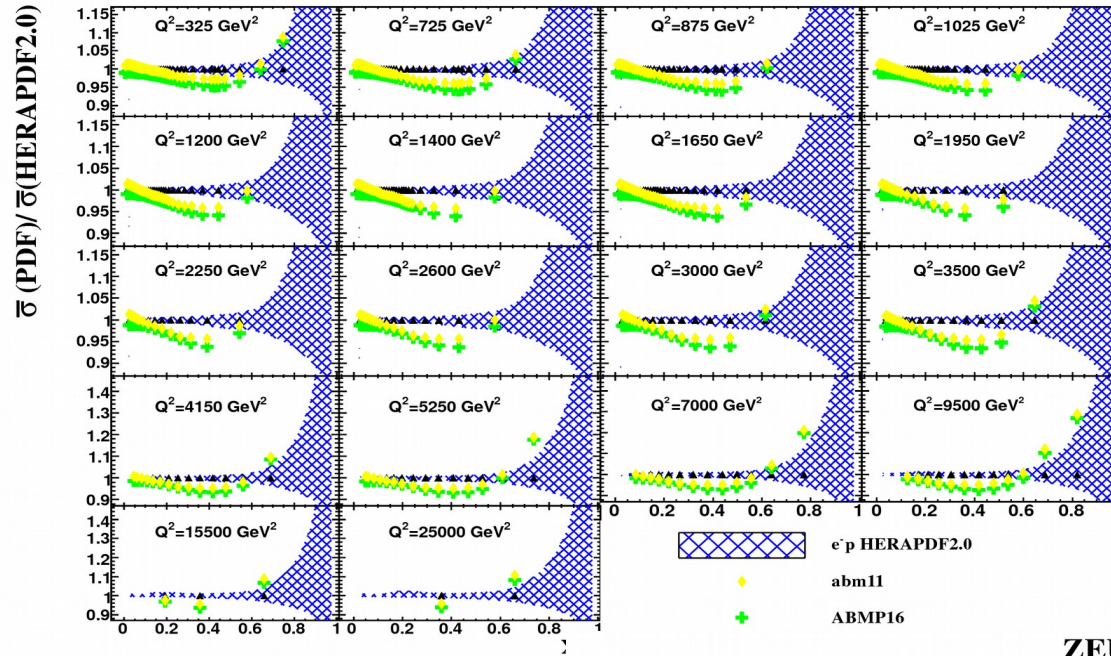 σ̅ (PDF)/ σ̅(HERAPDF2.0)
1.15
1.1
1.05
1
0.95
0.9
Q²=325 GeV²
Q²=725 GeV²
Q²=875 GeV²
Q²=1025 GeV²
1.15
1.1
1.05
1
0.95
0.9
Q²=1200 GeV²
Q²=1400 GeV²
Q²=1650 GeV²
Q²=1950 GeV²
1.15
1.1
1.05
1
0.95
0.9
Q²=2250 GeV²
Q²=2600 GeV²
Q²=3000 GeV²
Q²=3500 GeV²
1.4
1.3
1.2
1.1
1
0.9
Q²=4150 GeV²
Q²=5250 GeV²
Q²=7000 GeV²
Q²=9500 GeV²
0 0.2 0.4 0.6 0.8 1 0.2 0.4 0.6 0.8
1.4
1.3
1.2
1.1
1
0.9
Q²=15500 GeV²
Q²=25000 GeV²
0 0.2 0.4 0.6 0.8 0 0.2 0.4 0.6 0.8 1
e⁻p HERAPDF2.0
abm11
ABMP16